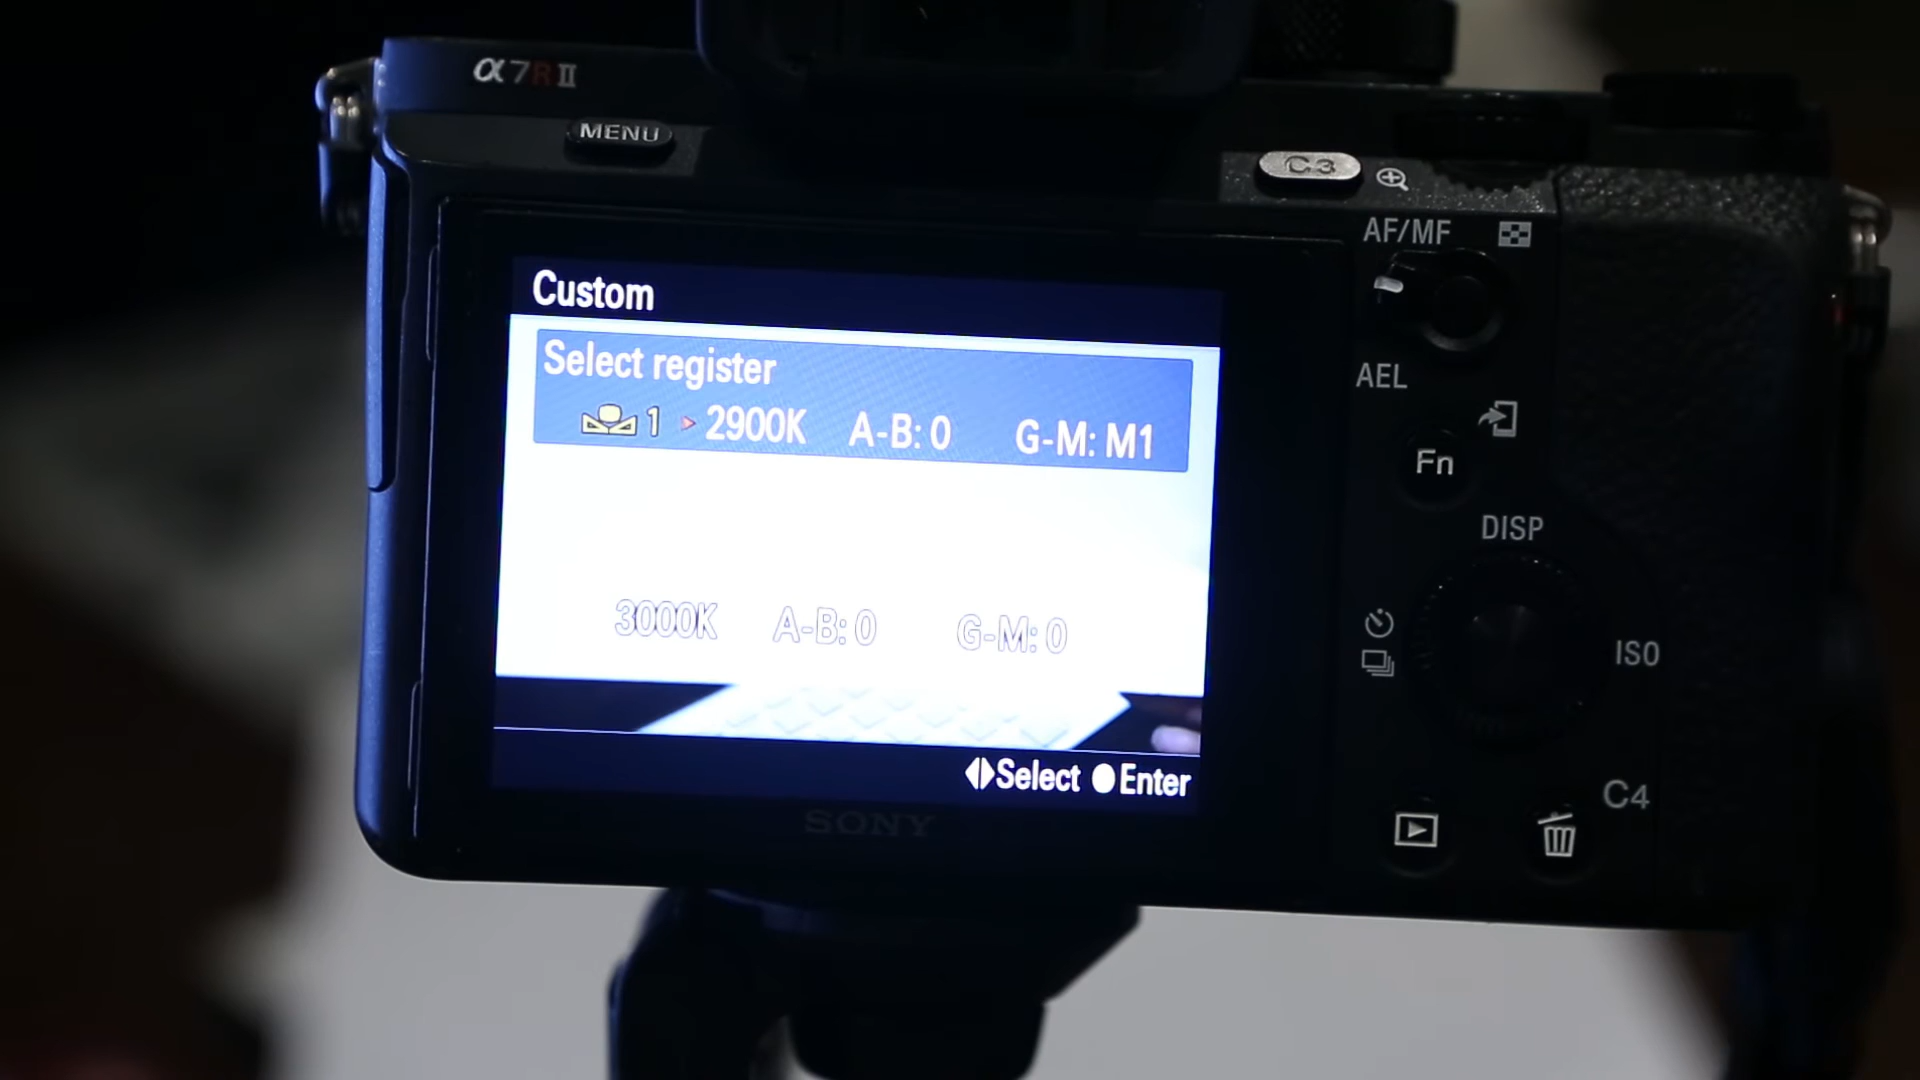 α7RII
MENU
C3
AF/MF
Custom
Select register
1 2900K A-B: 0 G-M: M1
AEL
Fn
DISP
3000K A-B: 0 G-M: 0
ISO
Select Enter
C4
SONY